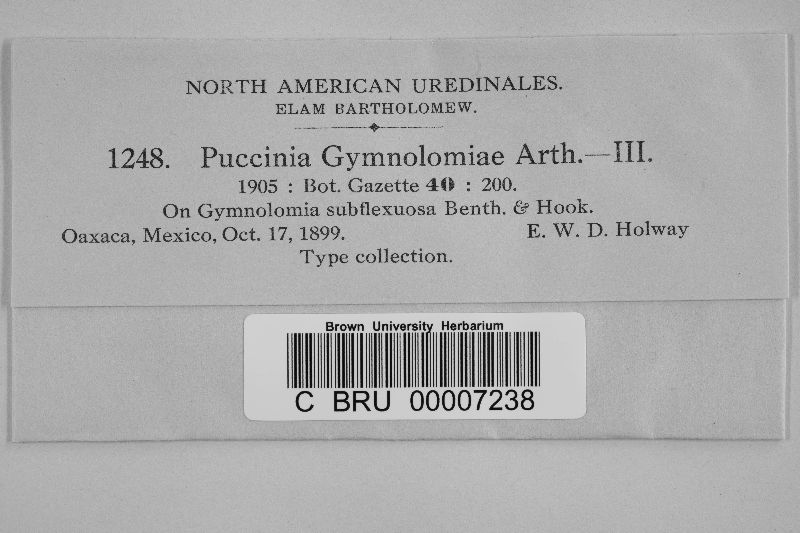 NORTH AMERICAN UREDINALES.
ELAM BARTHOLOMEW.
1248. Puccinia Gymnolomiae Arth.—III.
1905 : Bot. Gazette 40 : 200.
On Gymnolomia subflexuosa Benth. & Hook.
Oaxaca, Mexico, Oct. 17, 1899. E. W. D. Holway
Type collection.
Brown University Herbarium
C BRU 00007238